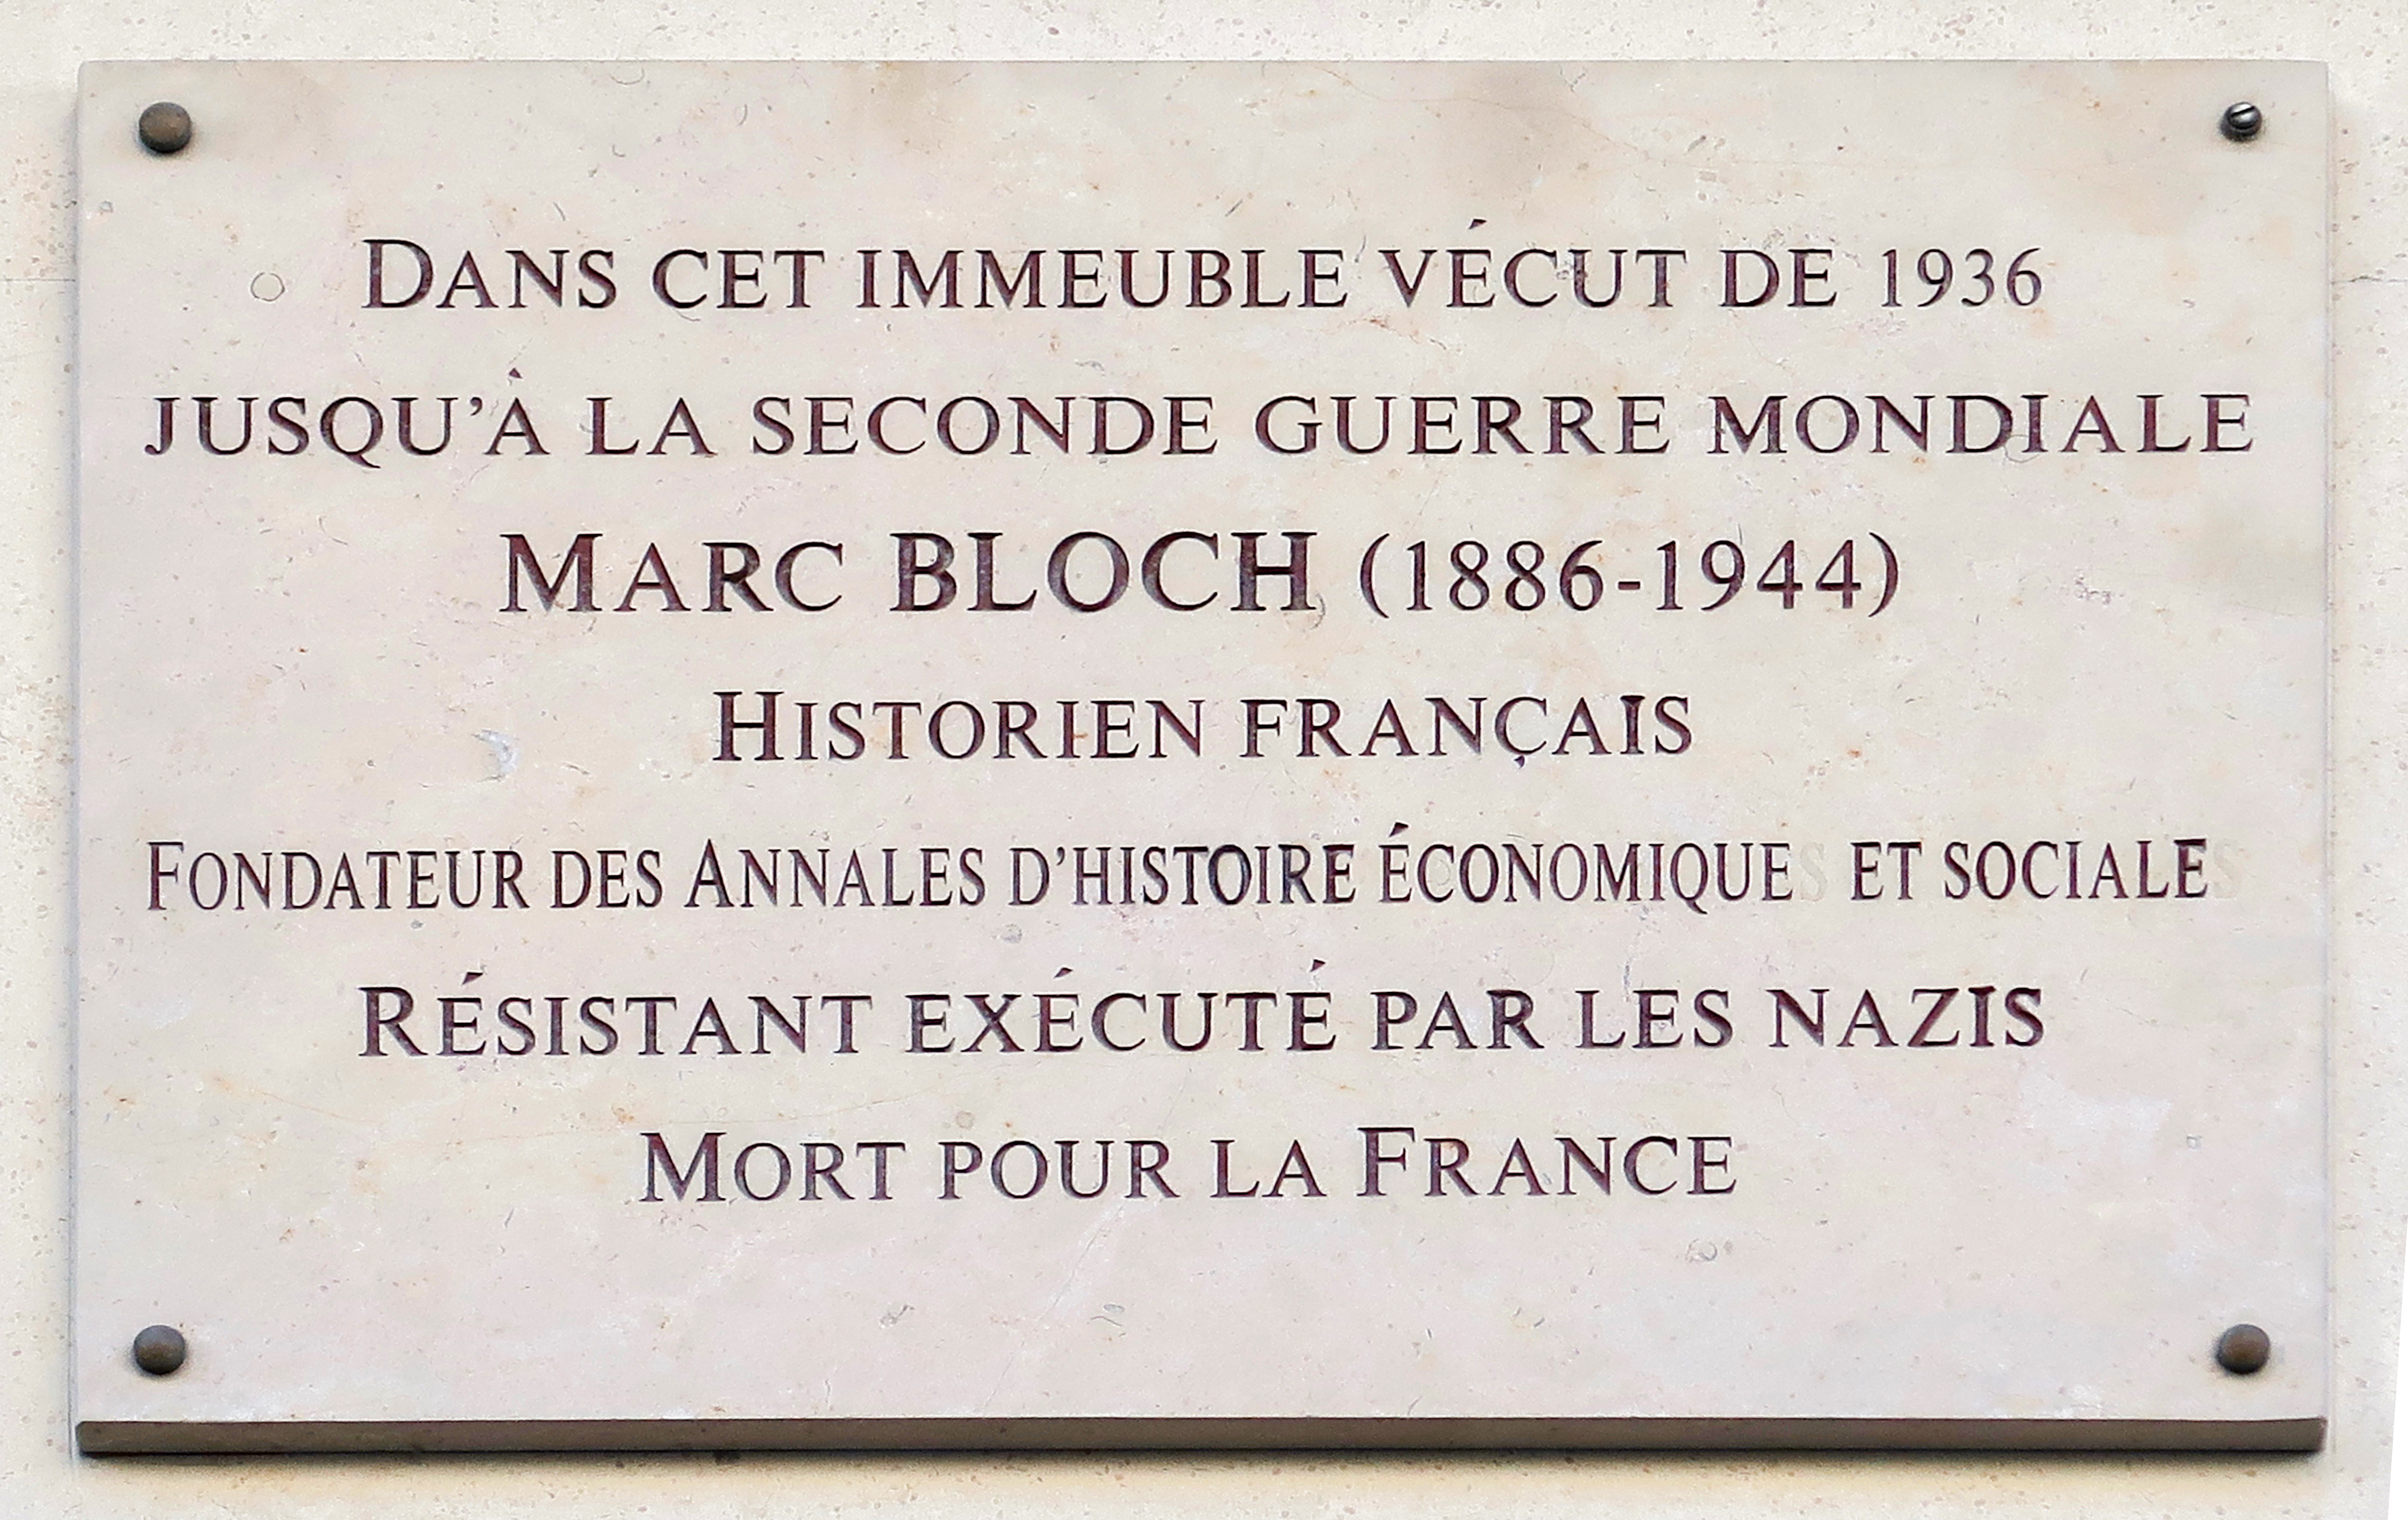 DANS CET IMMEUBLE VÉCUT DE 1936
JUSQU'À LA SECONDE GUERRE MONDIALE
MARC BLOCH (1886-1944)
HISTORIEN FRANÇAIS
FONDATEUR DES ANNALES D'HISTOIRE ÉCONOMIQUE ET SOCIALE
RÉSISTANT EXÉCUTÉ PAR LES NAZIS
MORT POUR LA FRANCE